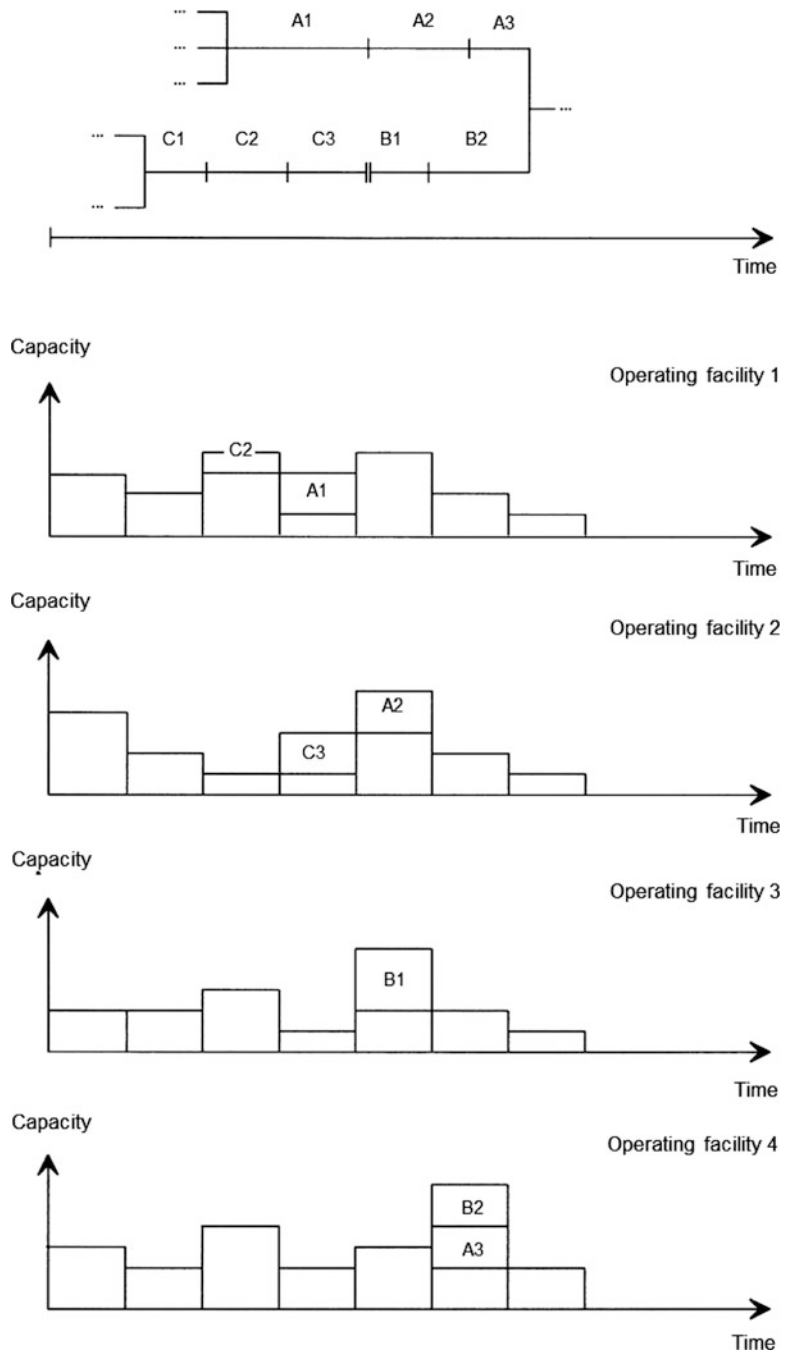 ...
A1 A2 A3
...
...
...
...
C1 C2 C3 B1 B2
...
Time
Capacity
Operating facility 1
C2
A1
Time
Capacity
Operating facility 2
A2
C3
Time
Capacity
Operating facility 3
B1
Time
Capacity
Operating facility 4
B2
A3
Time